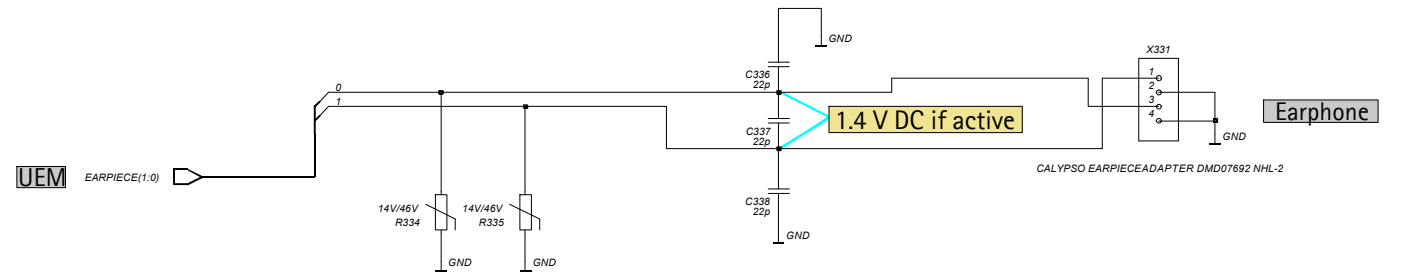 GND
X331
C336
22p
1
2
3
4
0
1
1.4 V DC if active
Earphone
C337
22p
GND
CALYPSO EARPIECEADAPTER DMD07692 NHL-2
UEM
EARPIECE(1:0)
C338
22p
14V/46V
R334
14V/46V
R335
GND
GND
GND